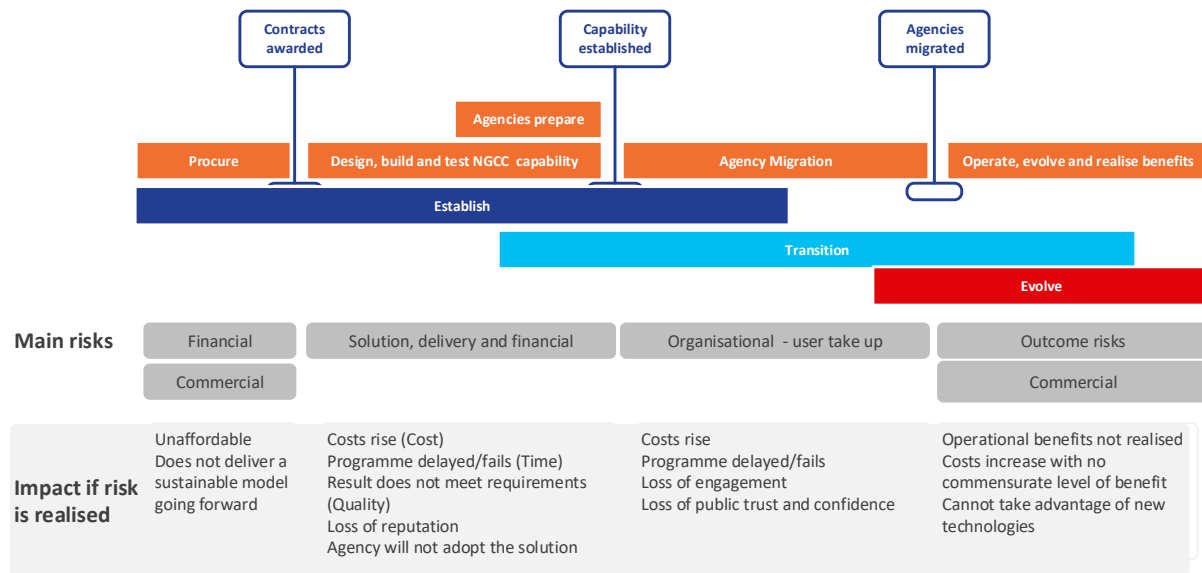 Contracts
awarded
Capability
established
Agencies
migrated
Agencies prepare
Procure
Design, build and test NGCC capability
Agency Migration
Operate, evolve and realise benefits
Establish
Transition
Evolve
Main risks
Financial
Solution, delivery and financial
Organisational - user take up
Outcome risks
Commercial
Commercial
Impact if risk
is realised
Unaffordable
Does not deliver a
sustainable model
going forward
Costs rise (Cost)
Programme delayed/fails (Time)
Result does not meet requirements
(Quality)
Loss of reputation
Agency will not adopt the solution
Costs rise
Programme delayed/fails
Loss of engagement
Loss of public trust and confidence
Operational benefits not realised
Costs increase with no
commensurate level of benefit
Cannot take advantage of new
technologies